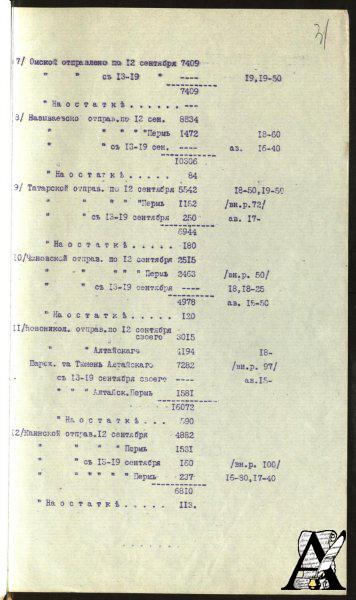 31
7/ Омской отправлено по 12 сентября 7409
" " съ 13-19 " ---- 19,19-50
7409
" На остаткѣ . . . . . . ---
8/ Называевско отправ. по 12 сен. 8834
" " " " " Пермь 1472 18-60
" " съ 13-19 сен. ---- ав. 16-40
10306
" На остаткѣ . . . . . 84
9/ Татарской отправ. по 12 сентября 5542 18-50,19-50
" " " " " Пермь 1152 /вн.р.72/
" " съ 13-19 сентября 250 ав. 17-
6944
" На остаткѣ . . . . . 180
10/Чановской отправ. по 12 сентября 2515
" " " " " Пермь 2463 /вн.р. 50/
" " съ 13-19 сентября ---- 18,18-25
4978 ав. 16-50
" На остаткѣ . . . . . 120
11/Новоникол. отправ.по 12 сентября
своего 3015
" " Алтайскаго 4194 18-
та Тюмень Алтайскаго 7282 /вн.р. 97/
съ 13-19 сентября своего ---- ав.15-
" " " Алтайск.Пермь 1581
16072
" На остаткѣ . . . 590
12/Каинской отправ.12 сентября 4882
" " " " Пермь 1531
" " съ 13-19 сентября 160 /вн.р. 100/
" " " " " Пермь 237 16-80,17-40
6810
" На остаткѣ . . . . . 113.